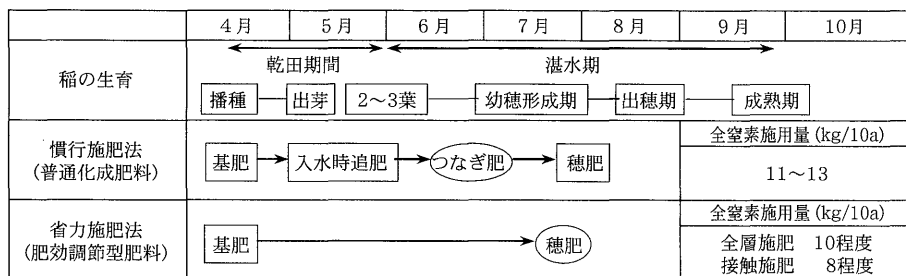 4月 5月 6月 7月 8月 9月 10月
稲の生育
乾田期間 湛水期
播種 出芽 2〜3葉 幼穂形成期 出穂期 成熟期
慣行施肥法
(普通化成肥料)
基肥 入水時追肥 つなぎ肥 穂肥
全窒素施用量(kg/10a)
11〜13
省力施肥法
(肥効調節型肥料)
基肥 穂肥
全窒素施用量(kg/10a)
全層施肥 10程度
接触施肥 8程度